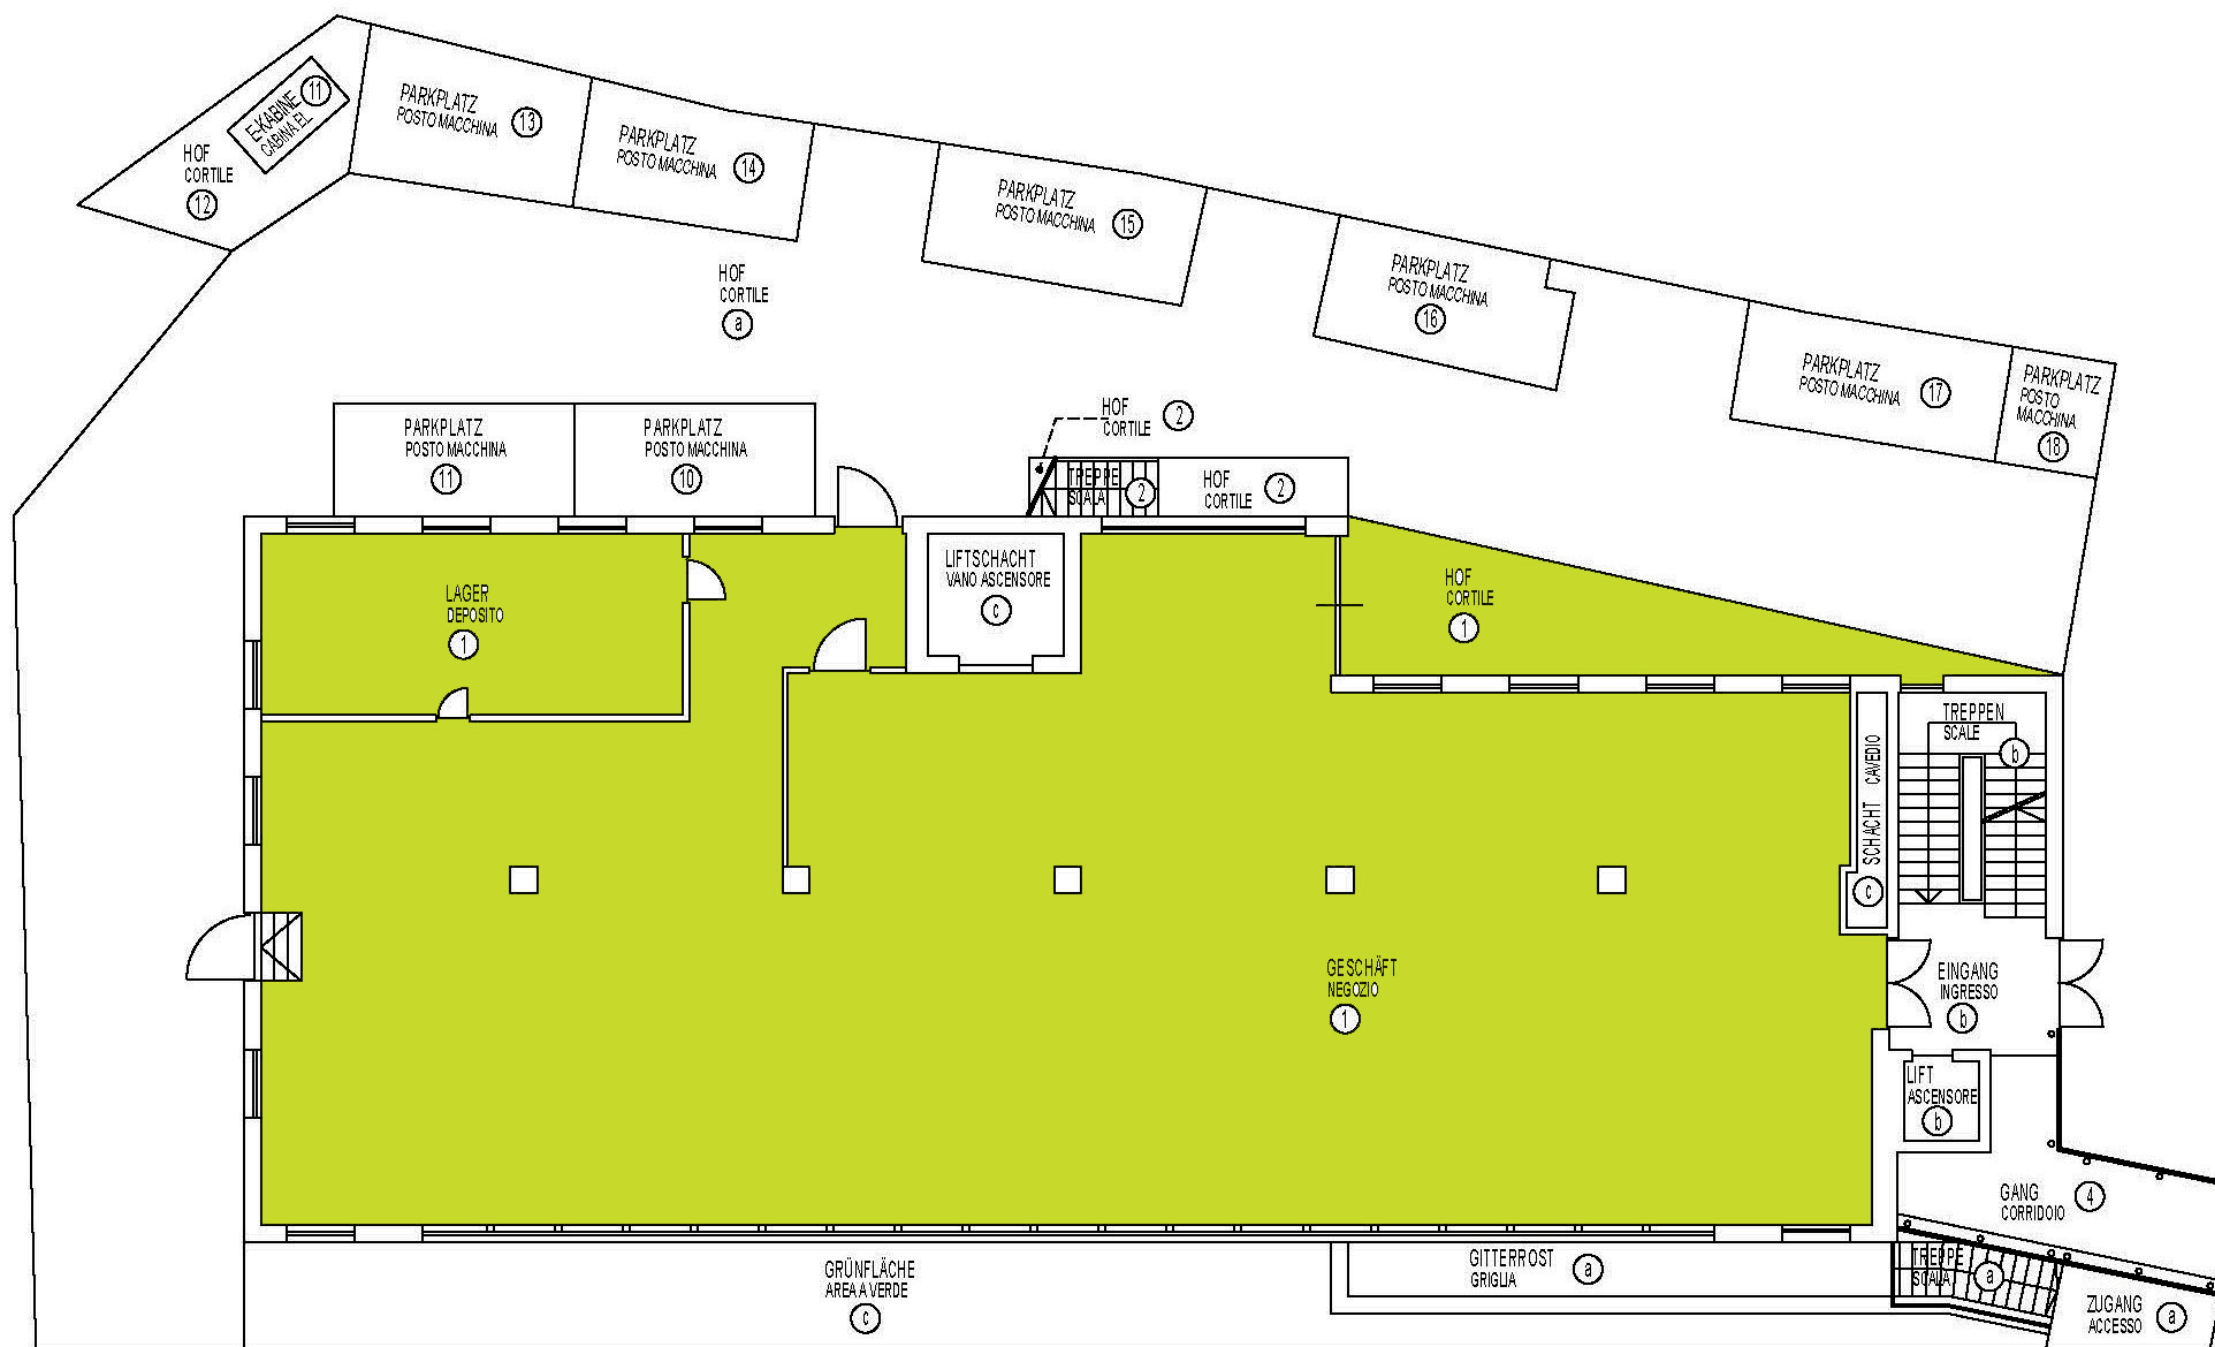 E-KABINE
CABINA EL
11
HOF
CORTILE
12
PARKPLATZ
POSTO MACCHINA
13
PARKPLATZ
POSTO MACCHINA
14
PARKPLATZ
POSTO MACCHINA
15
PARKPLATZ
POSTO MACCHINA
16
PARKPLATZ
POSTO MACCHINA
17
PARKPLATZ
POSTO
MACCHINA
18
HOF
CORTILE
a
PARKPLATZ
POSTO MACCHINA
11
PARKPLATZ
POSTO MACCHINA
10
HOF
CORTILE
2
TREPPE
SCALA
2
HOF
CORTILE
2
LAGER
DEPOSITO
1
LIFTSCHACHT
VANO ASCENSORE
c
HOF
CORTILE
1
TREPPEN
SCALE
b
SCHACHT CAVEDIO
c
GESCHÄFT
NEGOZIO
1
EINGANG
INGRESSO
b
LIFT
ASCENSORE
b
GANG
CORRIDOIO
4
GRÜNFLÄCHE
AREA A VERDE
c
GITTERROST
GRIGLIA
a
TREPPE
SCALA
a
ZUGANG
ACCESSO
a